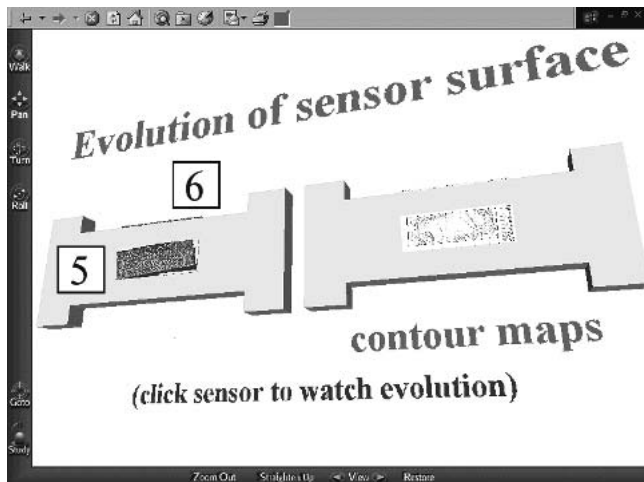 Walk
Pan
Turn
Roll
Evolution of sensor surface
6
5
contour maps
(click sensor to watch evolution)
Goto
Study
Zoom Out Straighten Up View Restore